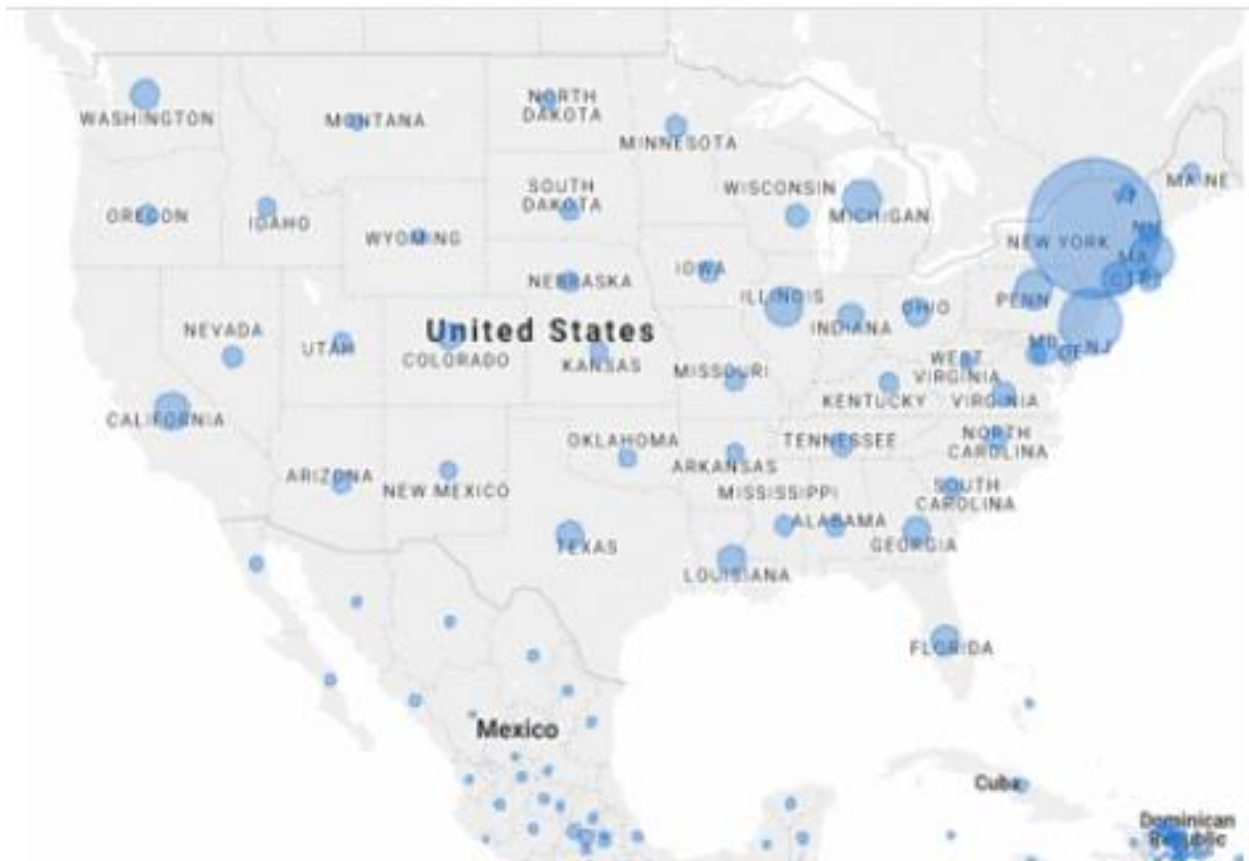 WASHINGTON
MONTANA
NORTH
DAKOTA
MINNESOTA
OREGON
IDAHO
WYOMING
SOUTH
DAKOTA
WISCONSIN
MICHIGAN
MAINE
VT
NH
NEW YORK
MA
CT RI
PENN
NEBRASKA
IOWA
ILLINOIS
INDIANA
OHIO
NEVADA
UTAH
COLORADO
United States
KANSAS
MISSOURI
WEST
VIRGINIA
KENTUCKY
VIRGINIA
MD
DE NJ
CALIFORNIA
ARIZONA
NEW MEXICO
OKLAHOMA
ARKANSAS
TENNESSEE
NORTH
CAROLINA
MISSISSIPPI
SOUTH
CAROLINA
ALABAMA
GEORGIA
TEXAS
LOUISIANA
FLORIDA
Mexico
Cuba
Dominican
Republic